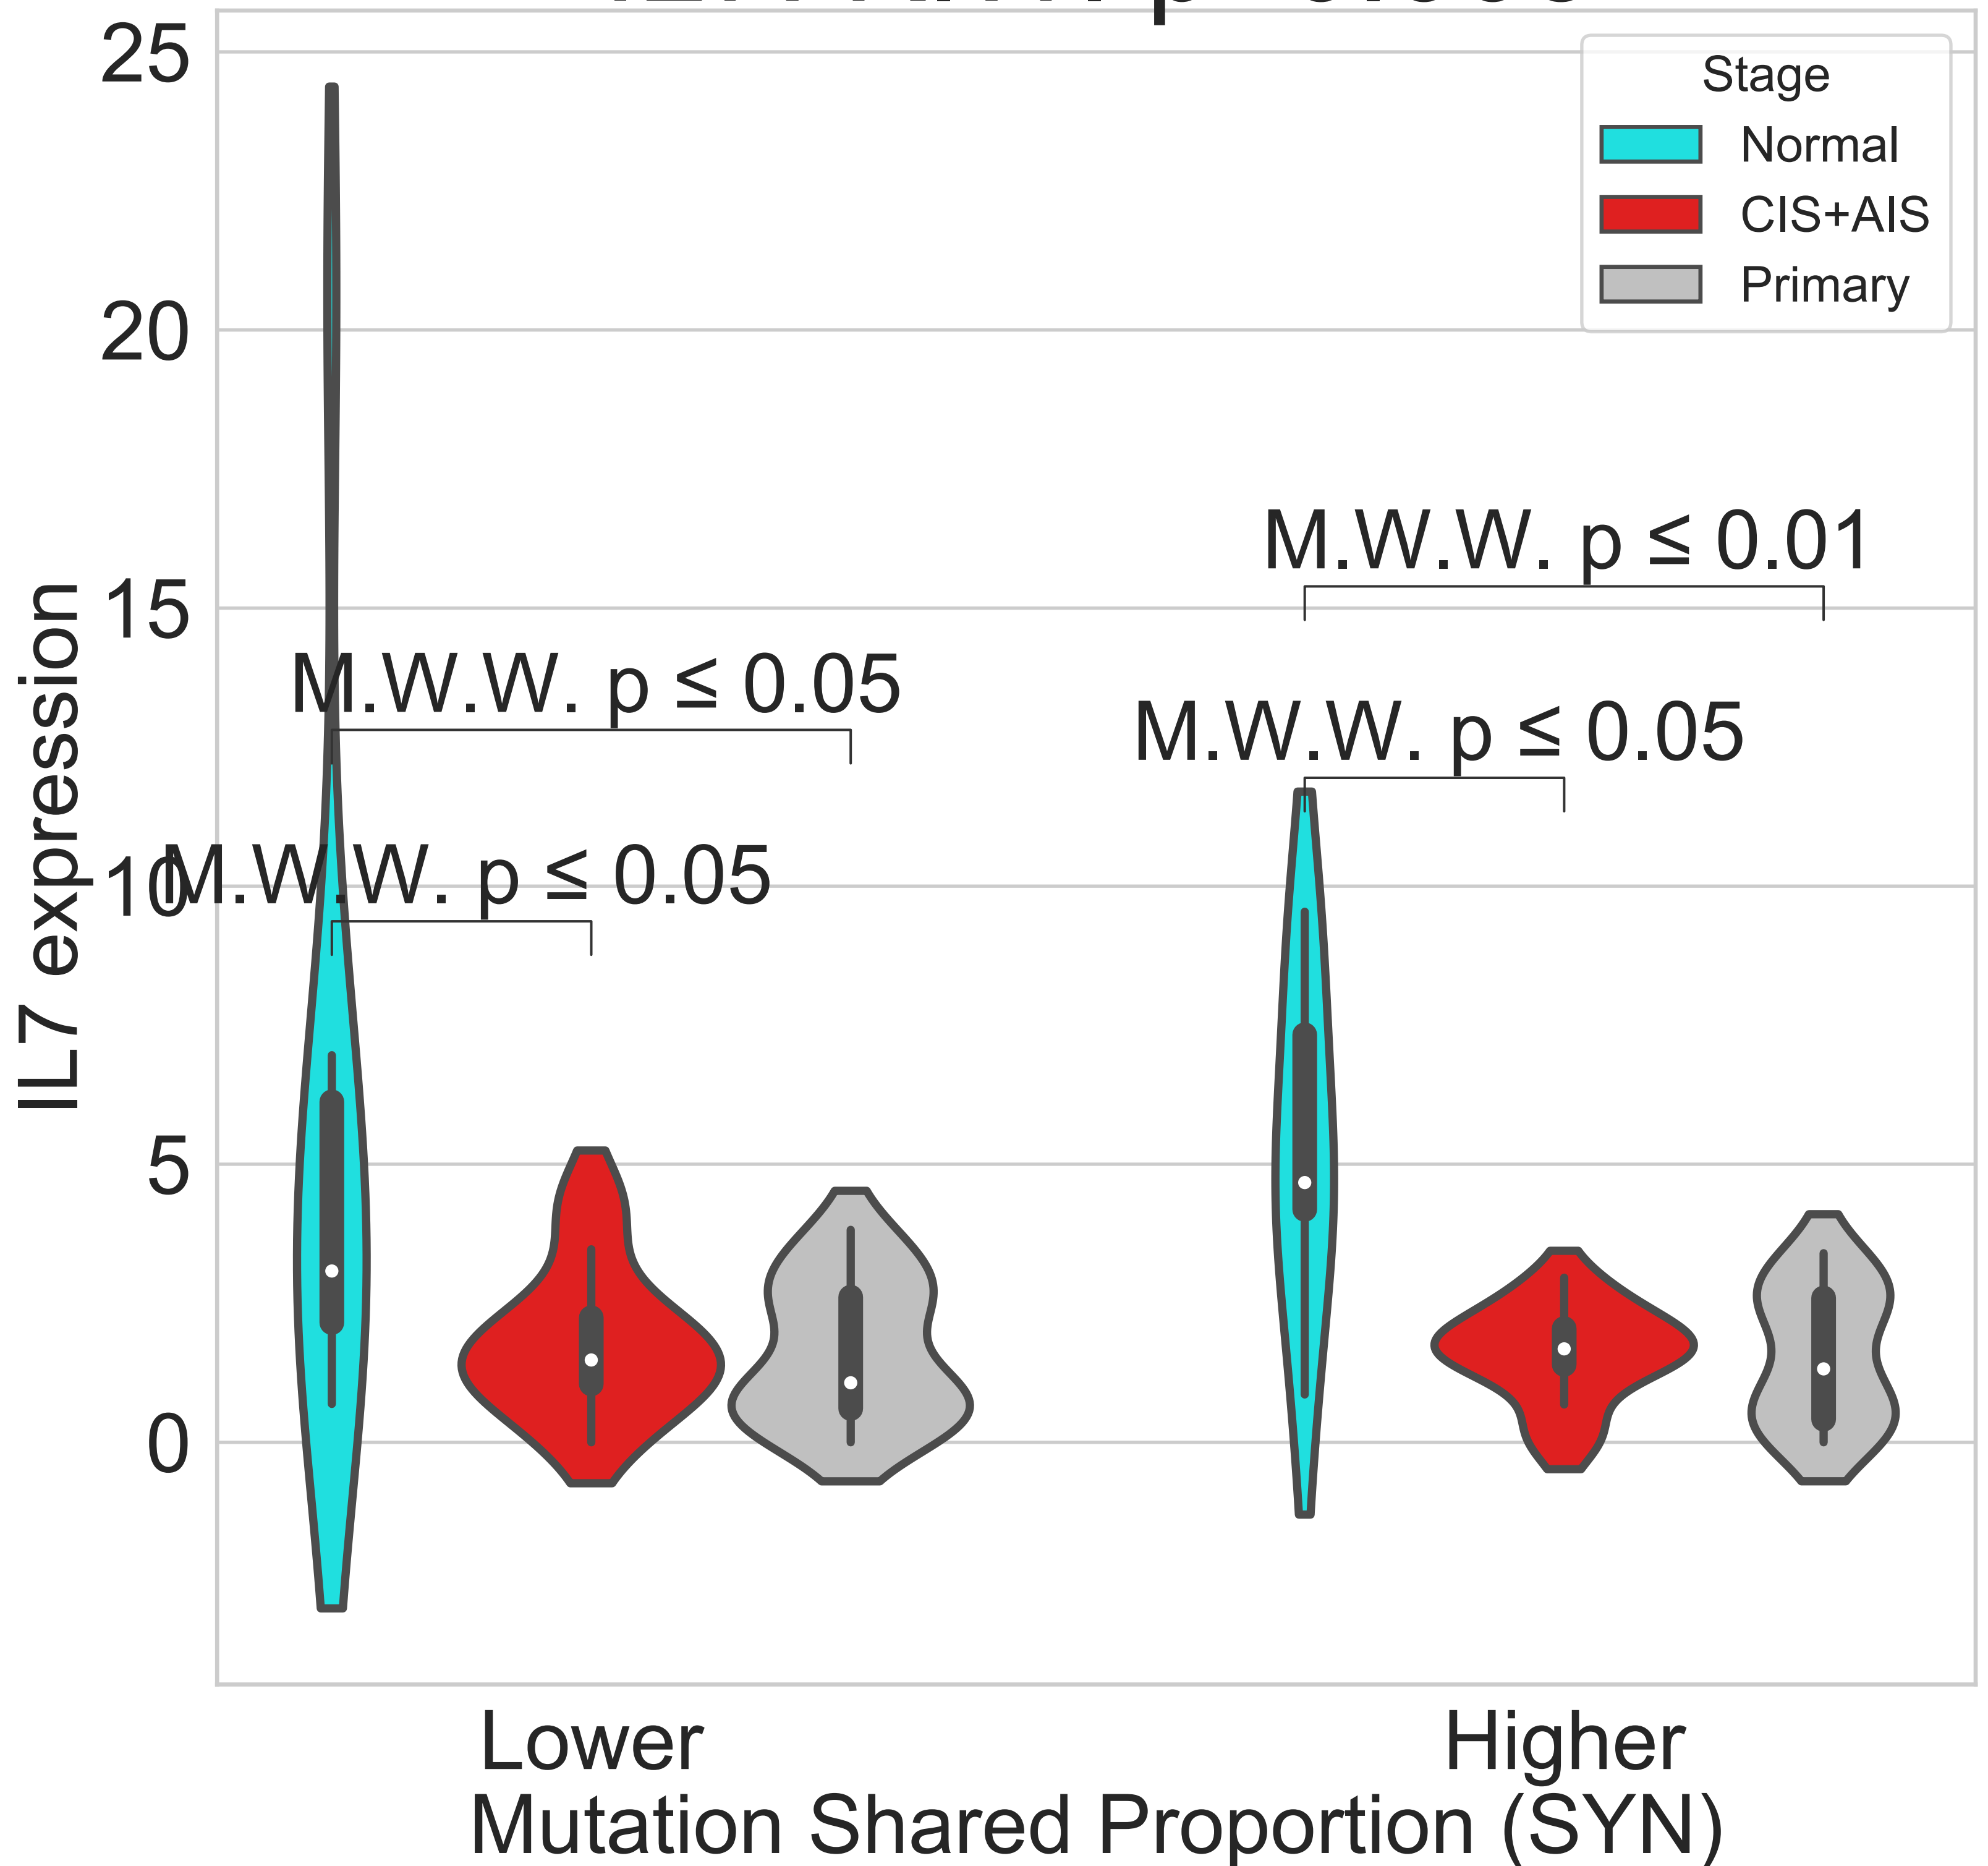 25
20
15
10
5
0
IL7 expression
Stage
Normal
CIS+AIS
Primary
M.W.W. p ≤ 0.01
M.W.W. p ≤ 0.05
M.W.W. p ≤ 0.05
M.W.W. p ≤ 0.05
Lower
Higher
Mutation Shared Proportion (SYN)